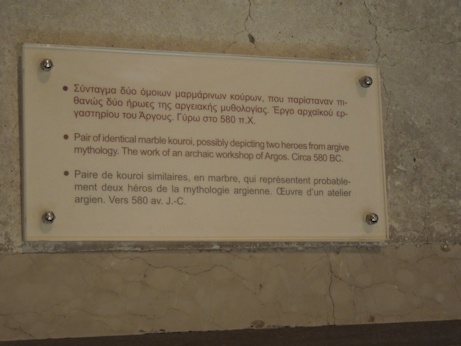 • Σύνταγμα δύο όμοιων μαρμάρινων κούρων, που παρίσταναν πι-
θανώς δύο ήρωες της αργειακής μυθολογίας. Έργο αρχαϊκού ερ-
γαστηρίου του Άργους. Γύρω στο 580 π.Χ.
• Pair of identical marble kouroi, possibly depicting two heroes from argive
mythology. The work of an archaic workshop of Argos. Circa 580 BC.
• Paire de kouroi similaires, en marbre, qui représentent probable-
ment deux héros de la mythologie argienne. Œuvre d'un atelier
argien. Vers 580 av. J.-C.